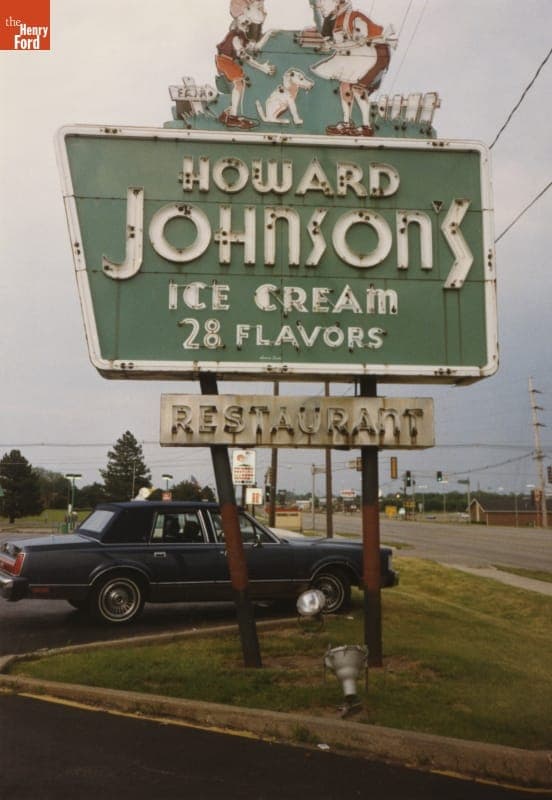 the
Henry
Ford
HOWARD
JOHNSON'S
ICE CREAM
28 FLAVORS
RESTAURANT